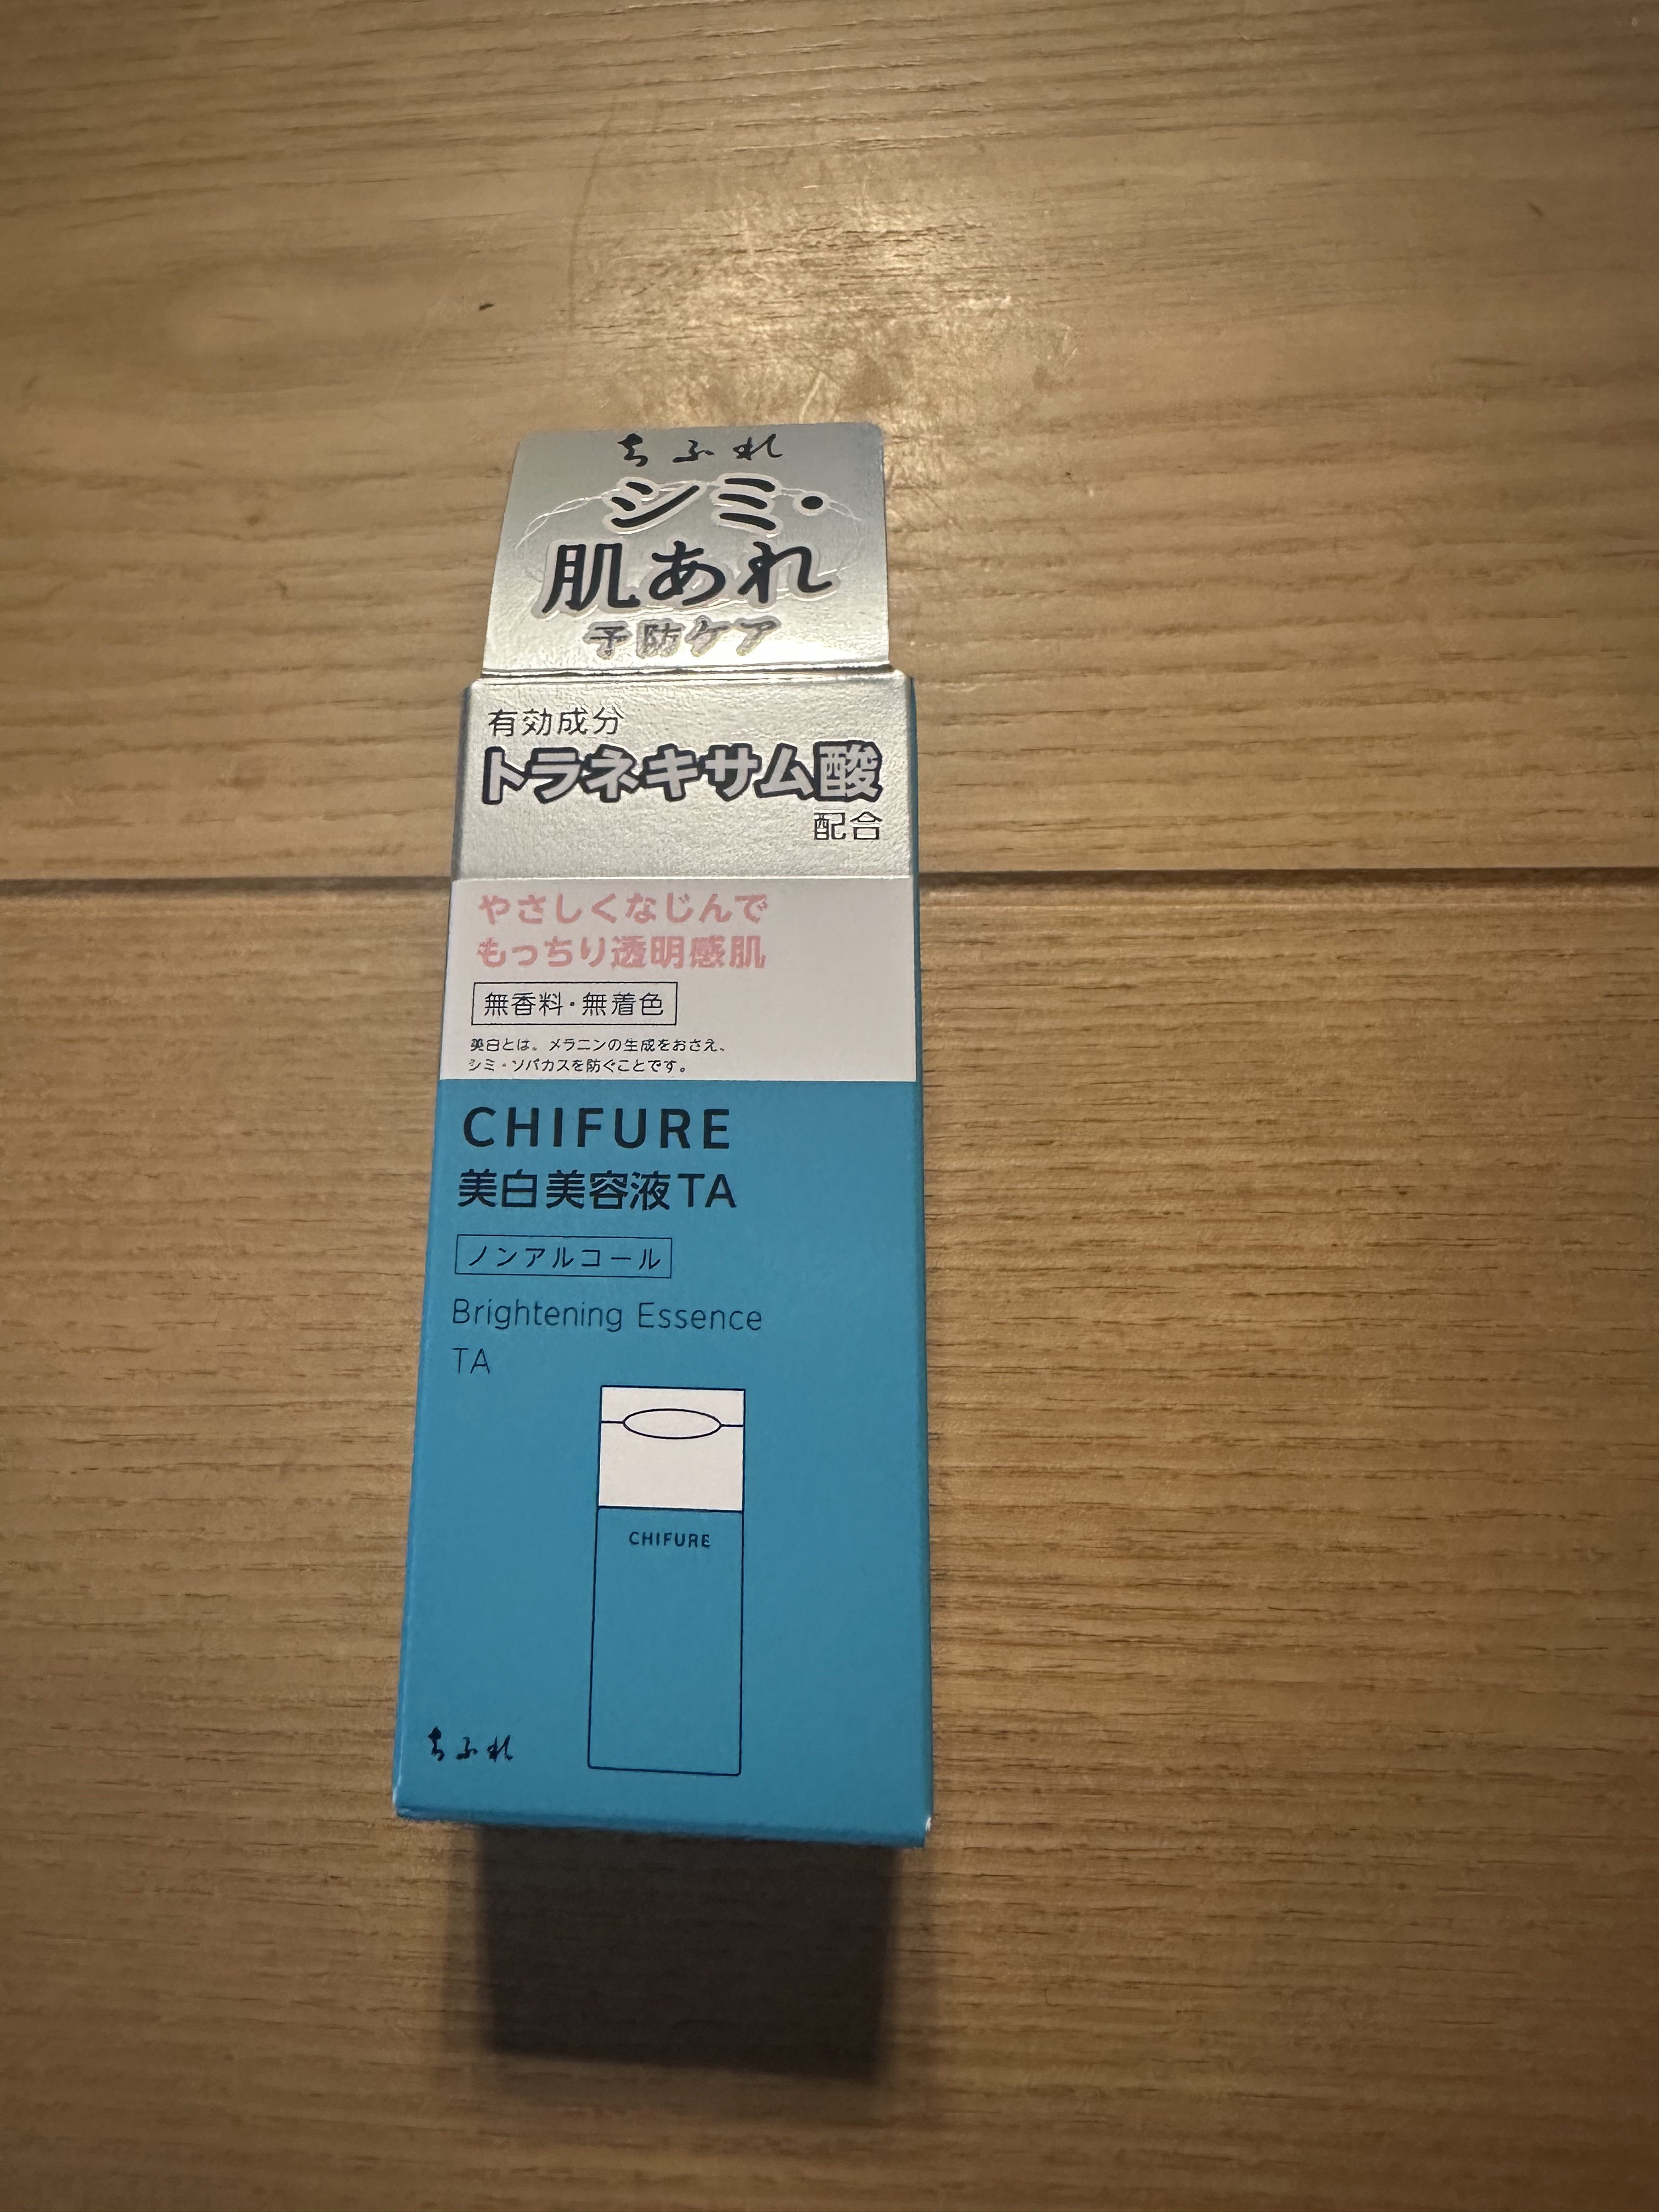 ちふれ
シミ・
肌あれ
予防ケア
有効成分
トラネキサム酸
配合
やさしくなじんで
もっちり透明感肌
無香料・無着色
美白とは、メラニンの生成をおさえ、
シミ・ソバカスを防ぐことです。
CHIFURE
美白美容液TA
ノンアルコール
Brightening Essence
TA
CHIFURE
ちふれ